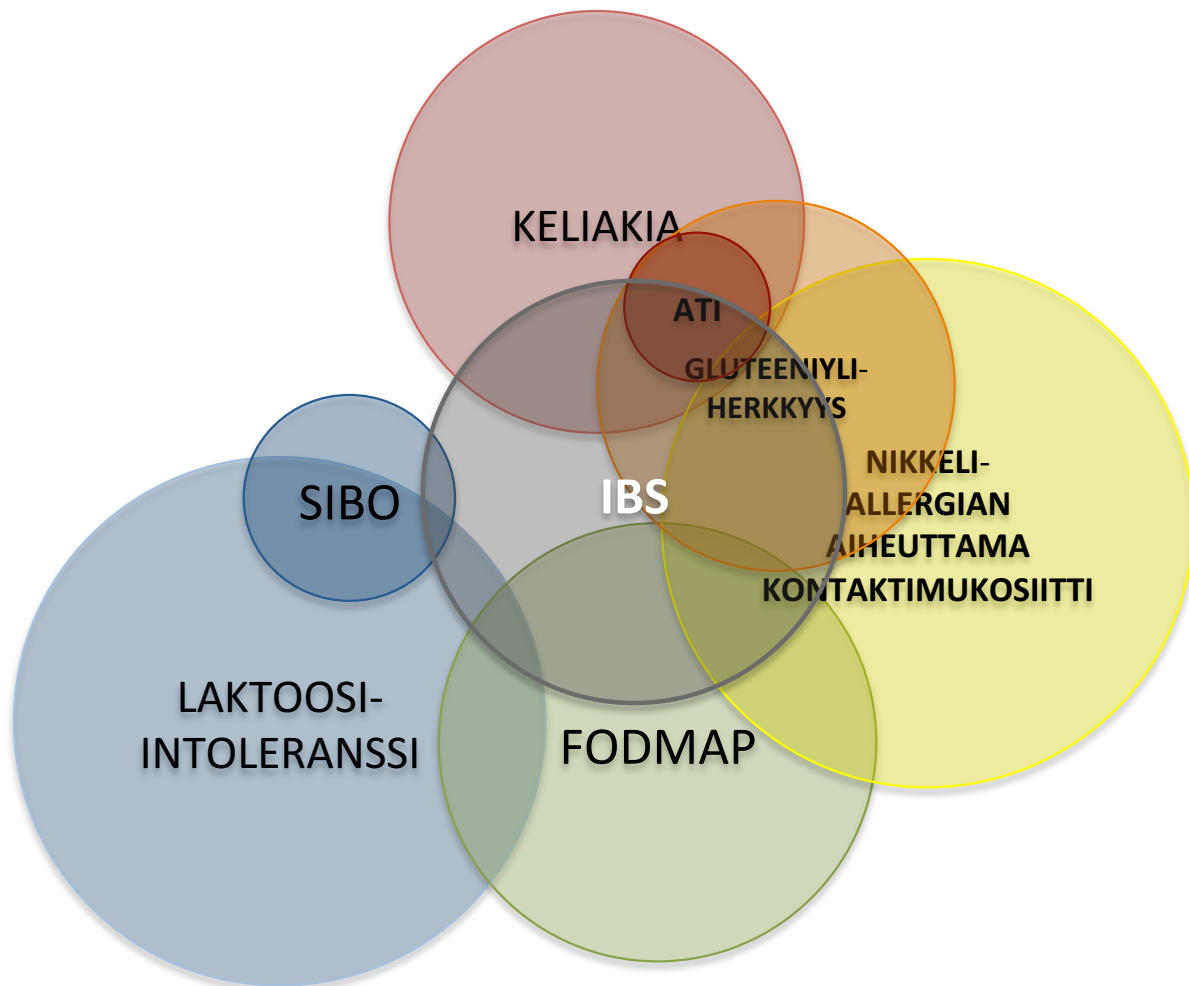 KELIAKIA
ATI
GLUTEENIYLI-
HERKKYYS
NIKKELI-
ALLERGIAN
AIHEUTTAMA
KONTAKTIMUKOSIITTI
IBS
SIBO
LAKTOOSI-
INTOLERANSSI
FODMAP